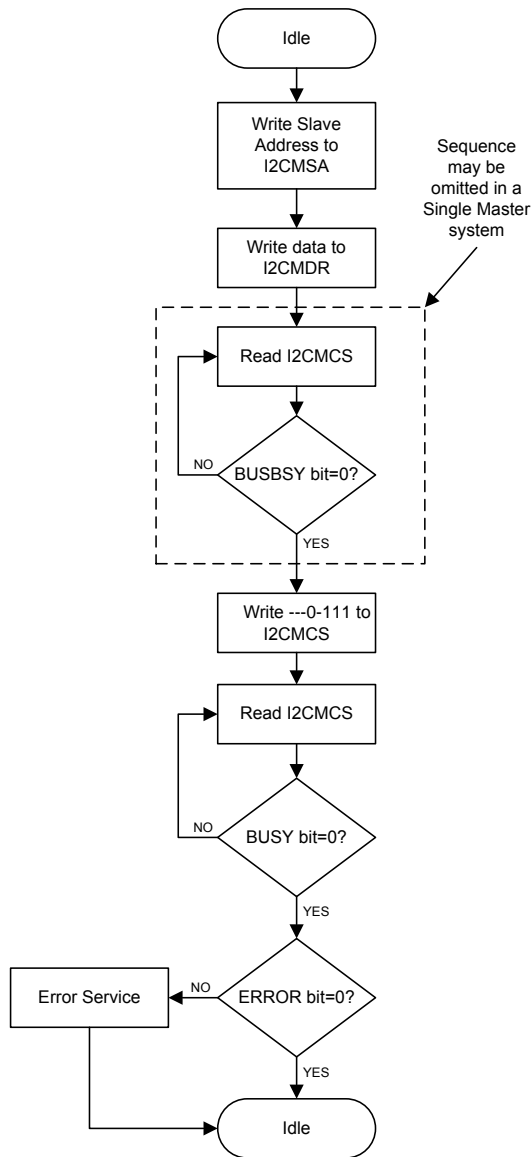 Idle
Write Slave
Address to
I2CMSA
Sequence
may be
omitted in a
Single Master
system
Write data to
I2CMDR
Read I2CMCS
BUSBSY bit=0?
NO
YES
Write ---0-111 to
I2CMCS
Read I2CMCS
BUSY bit=0?
NO
YES
Error Service
NO
ERROR bit=0?
YES
Idle